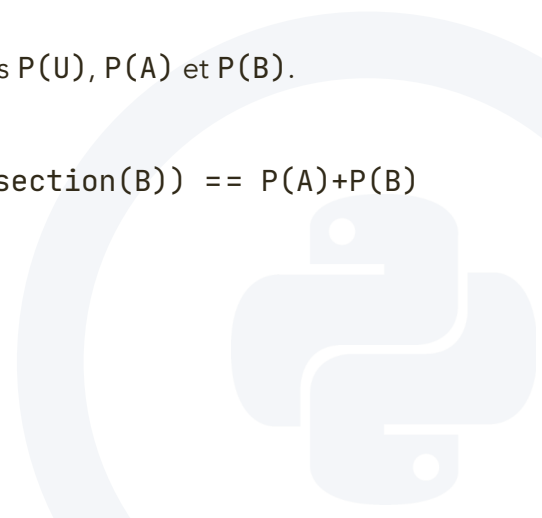 s P(U), P(A) et P(B).
section(B)) == P(A)+P(B)